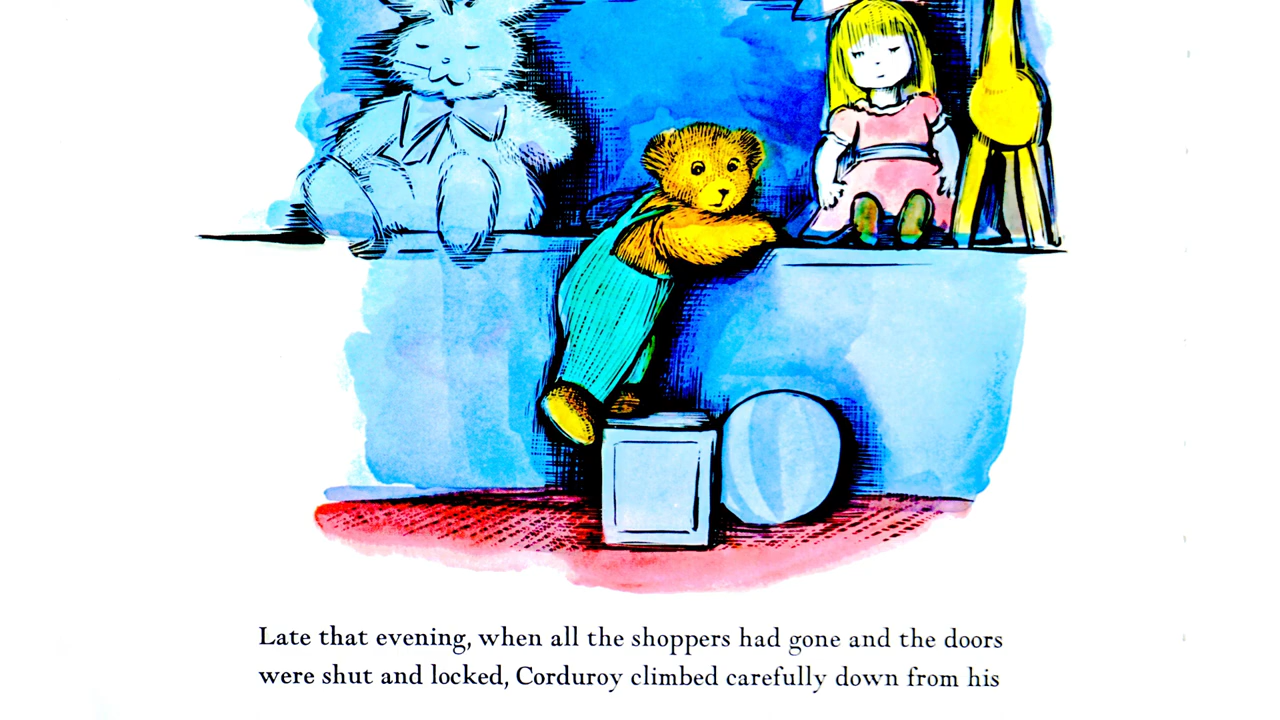 Late that evening, when all the shoppers had gone and the doors
were shut and locked, Corduroy climbed carefully down from his